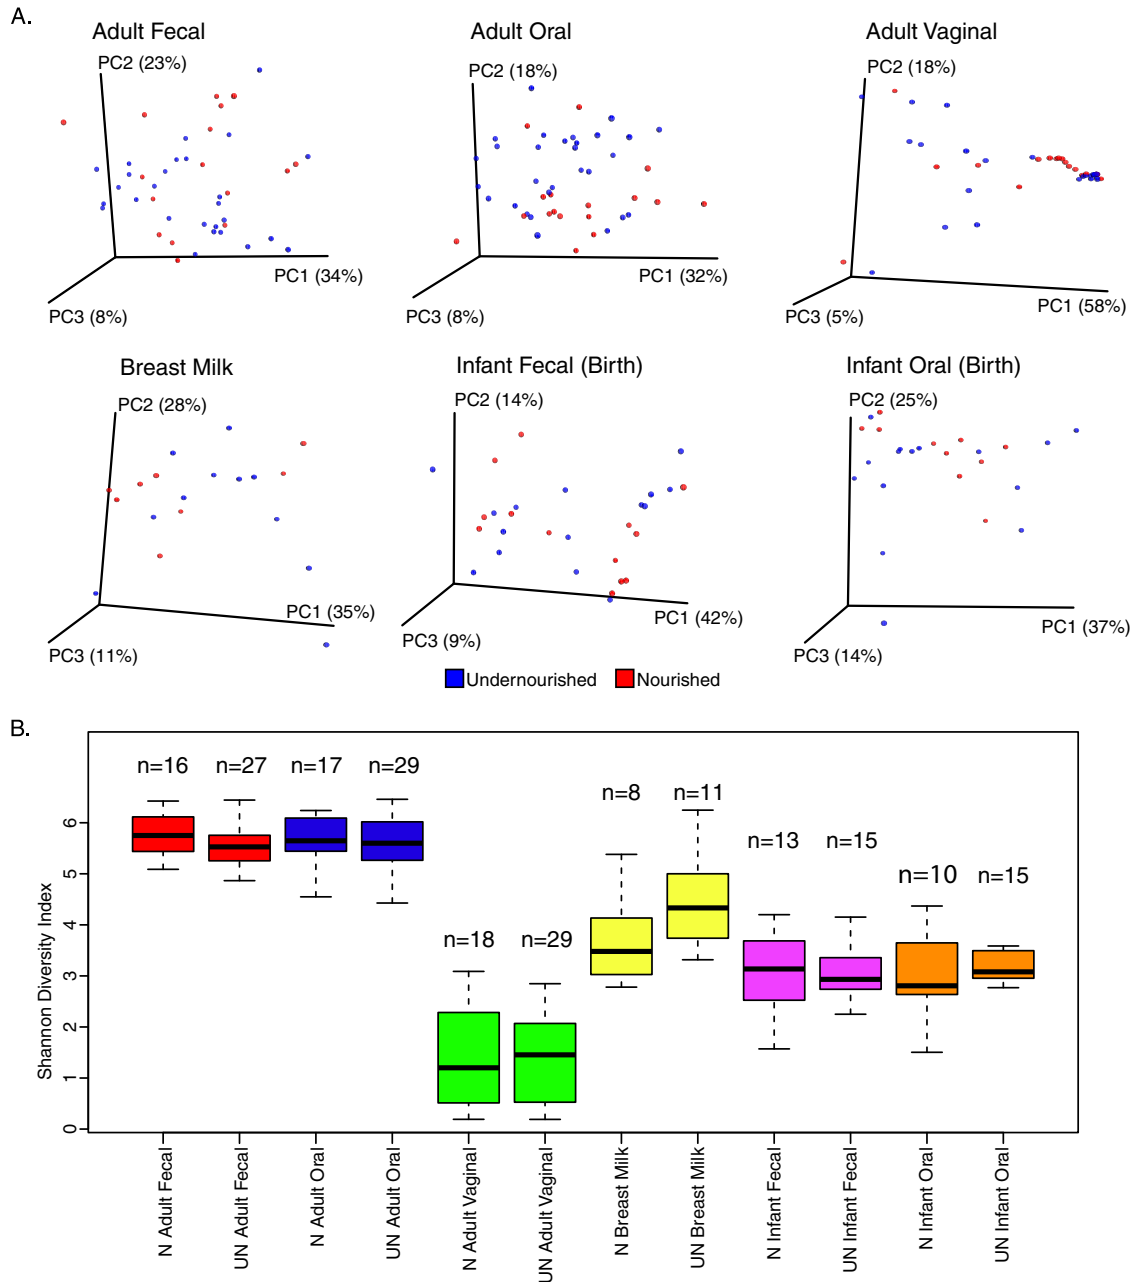 A.
Adult Fecal
PC2 (23%)
PC1 (34%)
PC3 (8%)
Adult Oral
PC2 (18%)
PC1 (32%)
PC3 (8%)
Adult Vaginal
PC2 (18%)
PC1 (58%)
PC3 (5%)
Breast Milk
PC2 (28%)
PC1 (35%)
PC3 (11%)
Infant Fecal (Birth)
PC2 (14%)
PC1 (42%)
PC3 (9%)
Infant Oral (Birth)
PC2 (25%)
PC1 (37%)
PC3 (14%)
Undernourished
Nourished
B.
n=16
n=27
n=17
n=29
n=18
n=29
n=8
n=11
n=13
n=15
n=10
n=15
Shannon Diversity Index
6
5
4
3
2
1
0
N Adult Fecal
UN Adult Fecal
N Adult Oral
UN Adult Oral
N Adult Vaginal
UN Adult Vaginal
N Breast Milk
UN Breast Milk
N Infant Fecal
UN Infant Fecal
N Infant Oral
UN Infant Oral